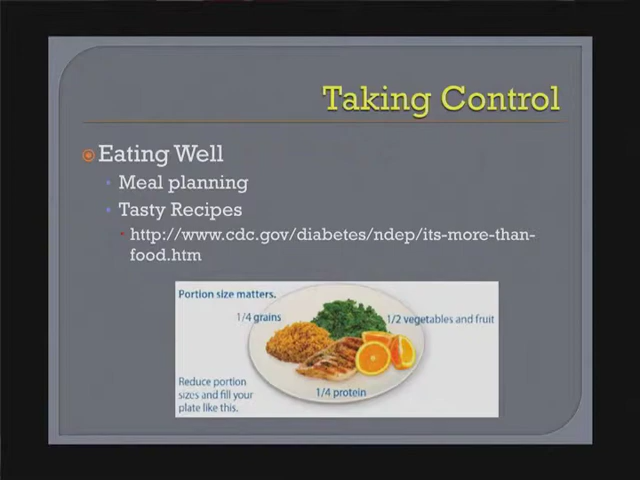 Taking Control
Eating Well
Meal planning
Tasty Recipes
http://www.cdc.gov/diabetes/ndep/its-more-than-
food.htm
Portion size matters.
1/4 grains
1/2 vegetables and fruit
Reduce portion
sizes and fill your
plate like this.
1/4 protein